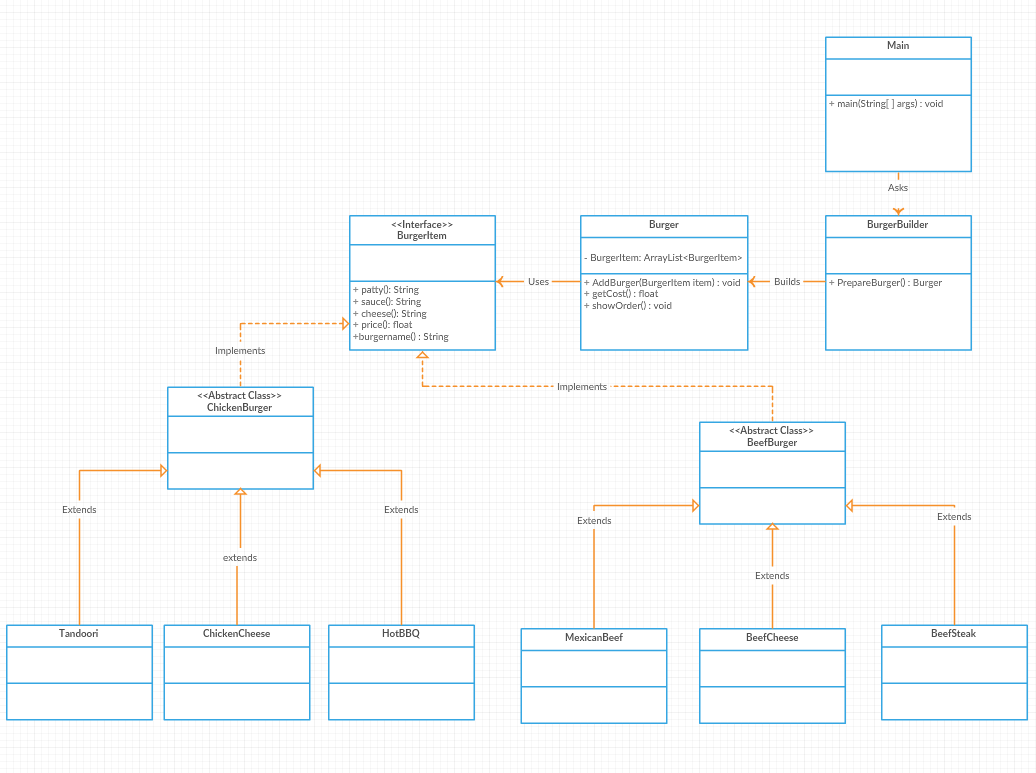 Main
+ main(String[ ] args) : void
Asks
<<Interface>>
BurgerItem
+ patty(): String
+ sauce(): String
+ cheese(): String
+ price(): float
+burgername() : String
Uses
Burger
- BurgerItem: ArrayList<BurgerItem>
+ AddBurger(BurgerItem item) : void
+ getCost() : float
+ showOrder() : void
Builds
BurgerBuilder
+ PrepareBurger() : Burger
Implements
Implements
<<Abstract Class>>
ChickenBurger
<<Abstract Class>>
BeefBurger
Extends
extends
Extends
Extends
Extends
Extends
Tandoori
ChickenCheese
HotBBQ
MexicanBeef
BeefCheese
BeefSteak